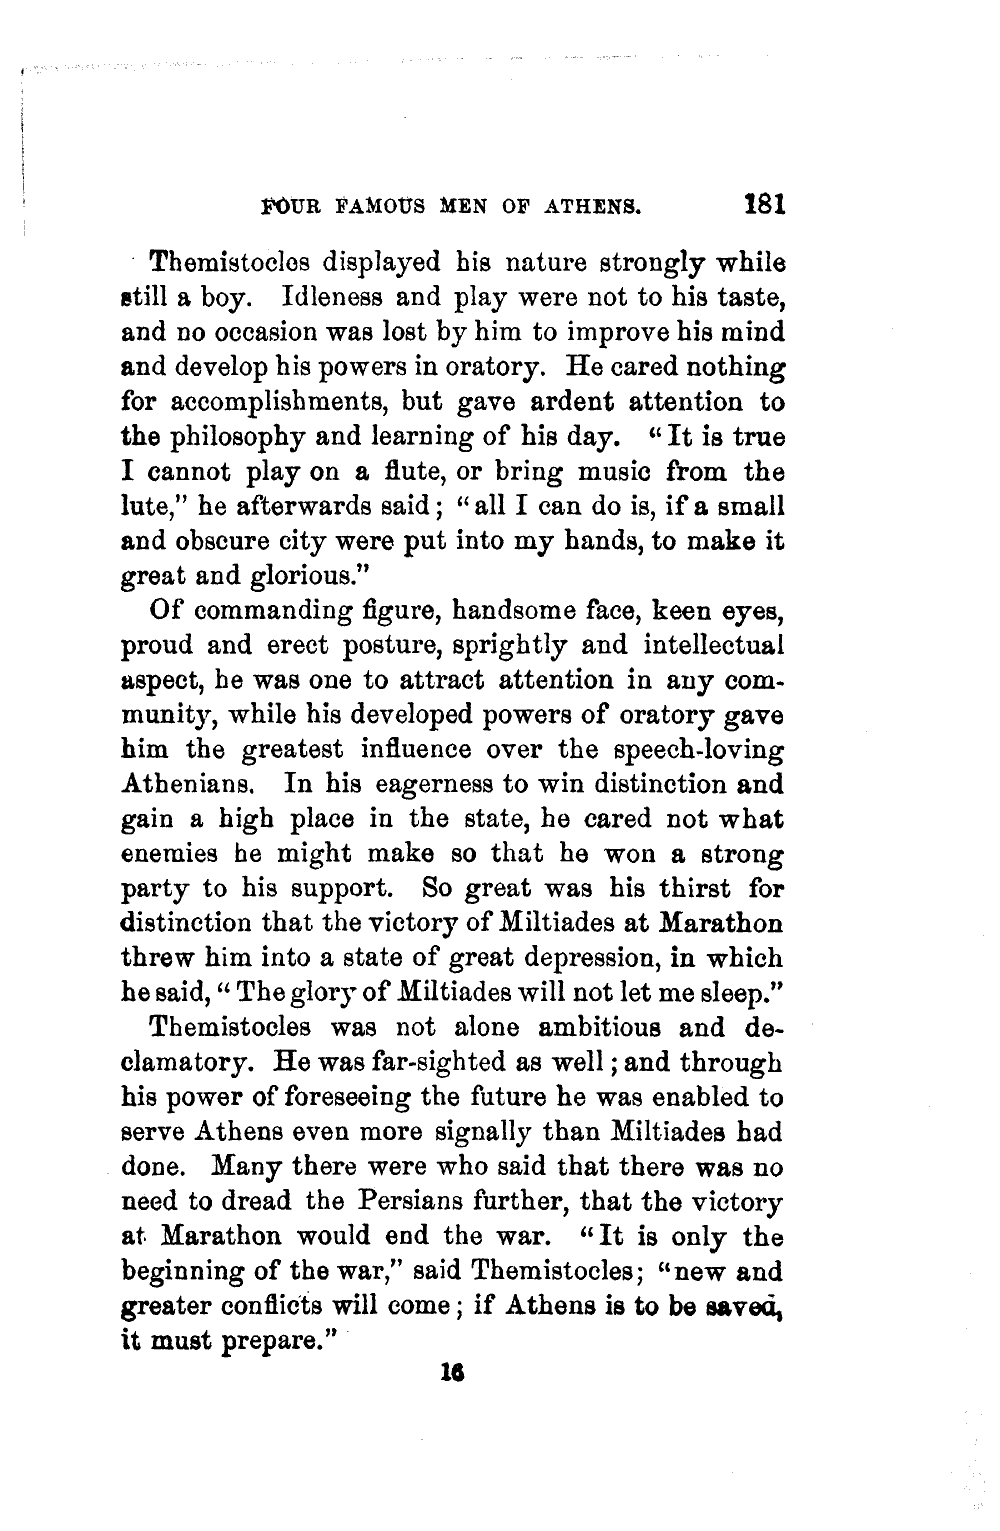 FOUR FAMOUS MEN OF ATHENS. 181
Themistocles displayed his nature strongly while
still a boy. Idleness and play were not to his taste,
and no occasion was lost by him to improve his mind
and develop his powers in oratory. He cared nothing
for accomplishments, but gave ardent attention to
the philosophy and learning of his day. “It is true
I cannot play on a flute, or bring music from the
lute,” he afterwards said; “all I can do is, if a small
and obscure city were put into my hands, to make it
great and glorious.”
Of commanding figure, handsome face, keen eyes,
proud and erect posture, sprightly and intellectual
aspect, he was one to attract attention in any com-
munity, while his developed powers of oratory gave
him the greatest influence over the speech-loving
Athenians. In his eagerness to win distinction and
gain a high place in the state, he cared not what
enemies he might make so that he won a strong
party to his support. So great was his thirst for
distinction that the victory of Miltiades at Marathon
threw him into a state of great depression, in which
he said, “The glory of Miltiades will not let me sleep.”
Themistocles was not alone ambitious and de-
clamatory. He was far-sighted as well; and through
his power of foreseeing the future he was enabled to
serve Athens even more signally than Miltiades had
done. Many there were who said that there was no
need to dread the Persians further, that the victory
at Marathon would end the war. “It is only the
beginning of the war,” said Themistocles; “new and
greater conflicts will come; if Athens is to be saved,
it must prepare.”
16